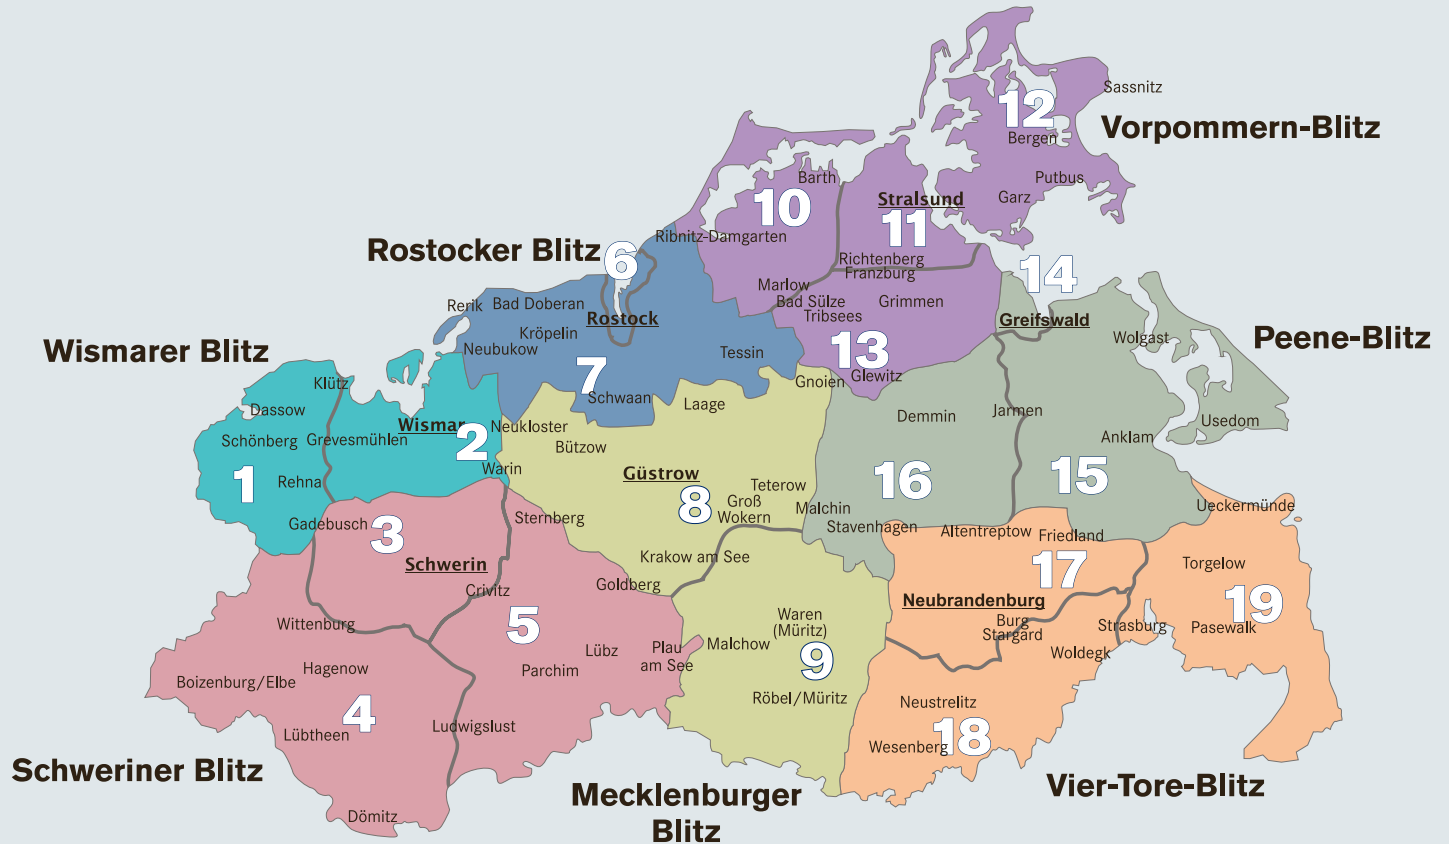 Sassnitz
12
Vorpommern-Blitz
Bergen
Barth
Putbus
Stralsund
Garz
10
11
Ribnitz-Damgarten
Rostocker Blitz
6
Richtenberg
Franzburg
14
Marlow
Bad Sülze
Grimmen
Rerik
Bad Doberan
Tribsees
Rostock
Greifswald
Kröpelin
Wolgast
Peene-Blitz
Wismarer Blitz
Neubukow
Tessin
13
7
Klütz
Gnoien
Glewitz
Schwaan
Laage
Dassow
Demmin
Jarmen
Usedom
Wismar
2
Neukloster
Schönberg
Grevesmühlen
Anklam
Bützow
Warin
Güstrow
1
Rehna
16
15
Teterow
8
Groß
Wokern
Malchin
Ueckermünde
Sternberg
Gadebusch
3
Stavenhagen
Altentreptow
Friedland
Krakow am See
Schwerin
17
Torgelow
Goldberg
Crivitz
Neubrandenburg
19
Wittenburg
5
Waren
(Müritz)
Burg
Stargard
Strasburg
Pasewalk
Malchow
9
Lübz
Plau
am See
Woldegk
Hagenow
Parchim
Boizenburg/Elbe
Röbel/Müritz
Neustrelitz
4
Ludwigslust
Lübtheen
18
Wesenberg
Schweriner Blitz
Vier-Tore-Blitz
Mecklenburger
Blitz
Dömitz